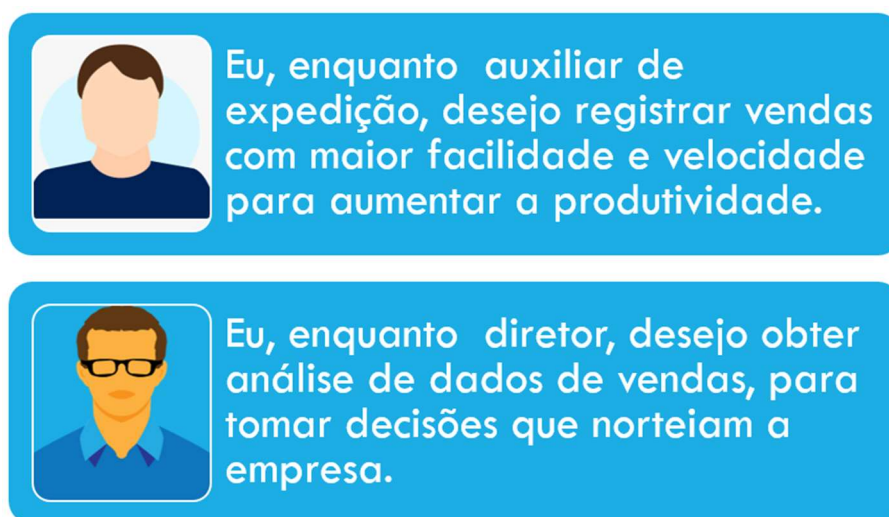 Eu, enquanto  auxiliar de
expedição, desejo registrar vendas
com maior facilidade e velocidade
para aumentar a produtividade.
Eu, enquanto  diretor, desejo obter
análise de dados de vendas, para
tomar decisões que norteiam a
empresa.